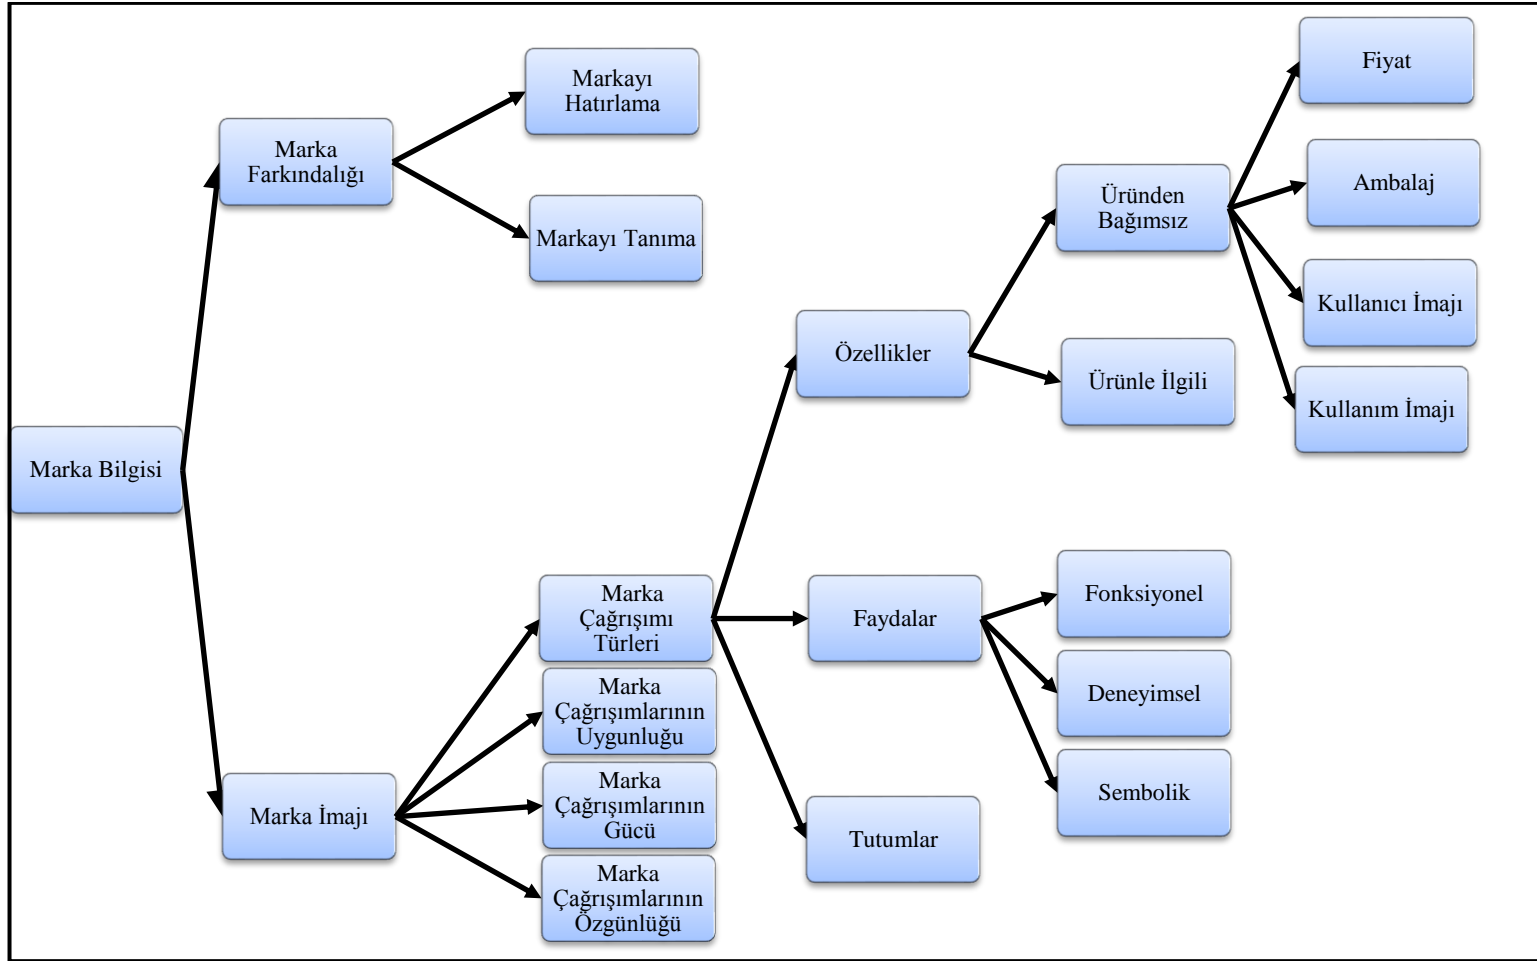 Marka Bilgisi
Marka
Farkındalığı
Markayı
Hatırlama
Markayı Tanıma
Marka İmajı
Marka
Çağrışımı
Türleri
Marka
Çağrışımlarının
Uygunluğu
Marka
Çağrışımlarının
Gücü
Marka
Çağrışımlarının
Özgünlüğü
Özellikler
Üründen
Bağımsız
Fiyat
Ambalaj
Kullanıcı İmajı
Kullanım İmajı
Ürünle İlgili
Faydalar
Fonksiyonel
Deneyimsel
Sembolik
Tutumlar